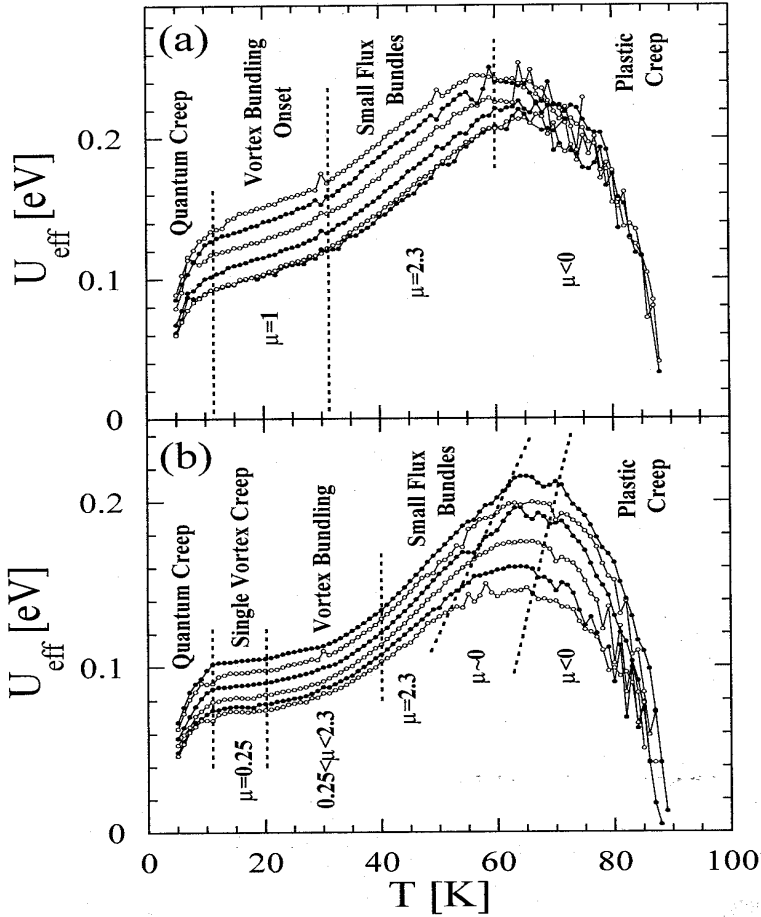 (a)
Quantum Creep
Vortex Bundling
Onset
Small Flux
Bundles
Plastic
Creep
0.2
0.1
0
U_eff [eV]
μ=1
μ=2.3
μ<0
(b)
Quantum Creep
Single Vortex Creep
Vortex Bundling
Small Flux
Bundles
Plastic
Creep
0.2
0.1
0
U_eff [eV]
μ=0.25
0.25<μ<2.3
μ=2.3
μ~0
μ<0
0 20 40 60 80 100
T [K]